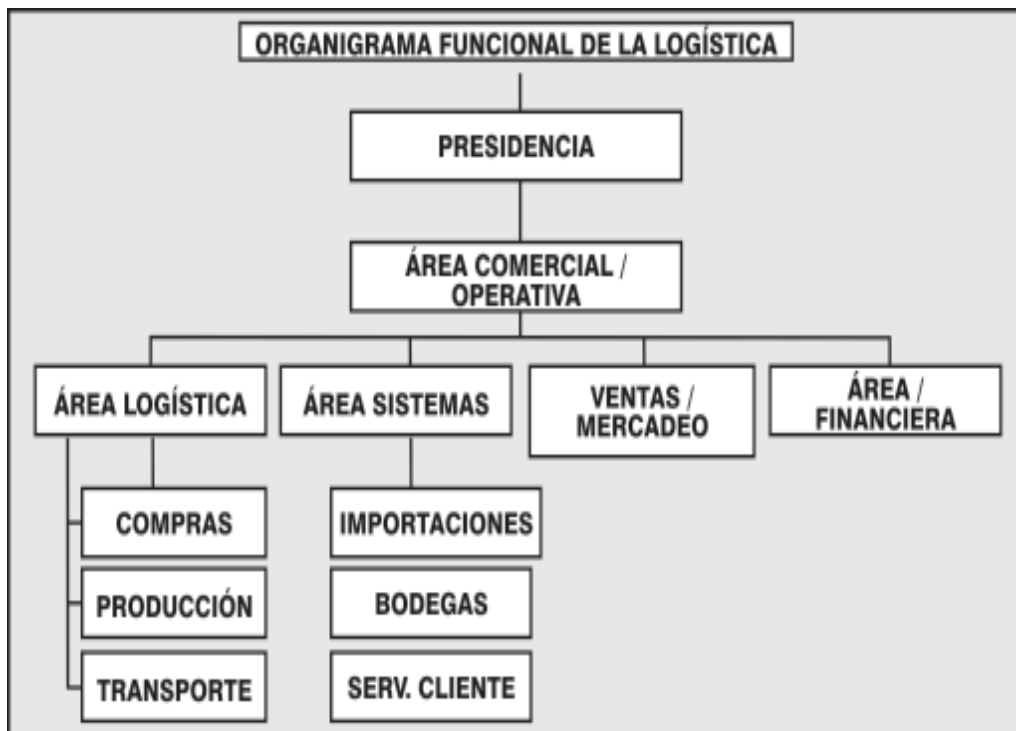 ORGANIGRAMA FUNCIONAL DE LA LOGÍSTICA
PRESIDENCIA
ÁREA COMERCIAL /
OPERATIVA
ÁREA LOGÍSTICA
ÁREA SISTEMAS
VENTAS /
MERCADEO
ÁREA /
FINANCIERA
COMPRAS
IMPORTACIONES
PRODUCCIÓN
BODEGAS
TRANSPORTE
SERV. CLIENTE